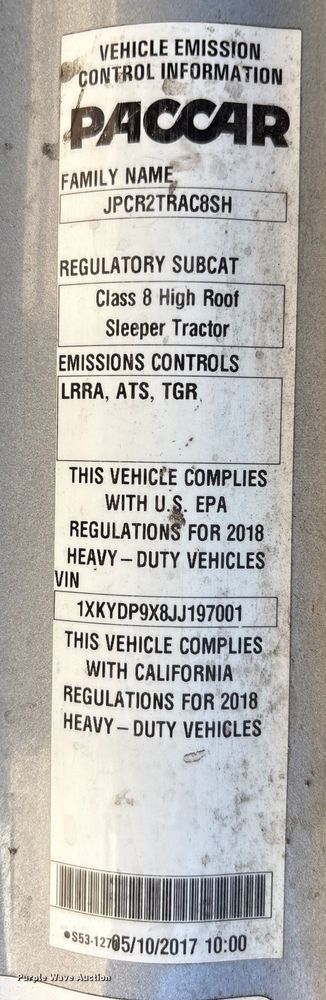 VEHICLE EMISSION
CONTROL INFORMATION
PACCAR
FAMILY NAME
JPCR2TRAC8SH
REGULATORY SUBCAT
Class 8 High Roof
Sleeper Tractor
EMISSIONS CONTROLS
LRRA, ATS, TGR
THIS VEHICLE COMPLIES
WITH U.S. EPA
REGULATIONS FOR 2018
HEAVY – DUTY VEHICLES
VIN
1XKYDP9X8JJ197001
THIS VEHICLE COMPLIES
WITH CALIFORNIA
REGULATIONS FOR 2018
HEAVY – DUTY VEHICLES
05/10/2017 10:00
Purple Wave Auction